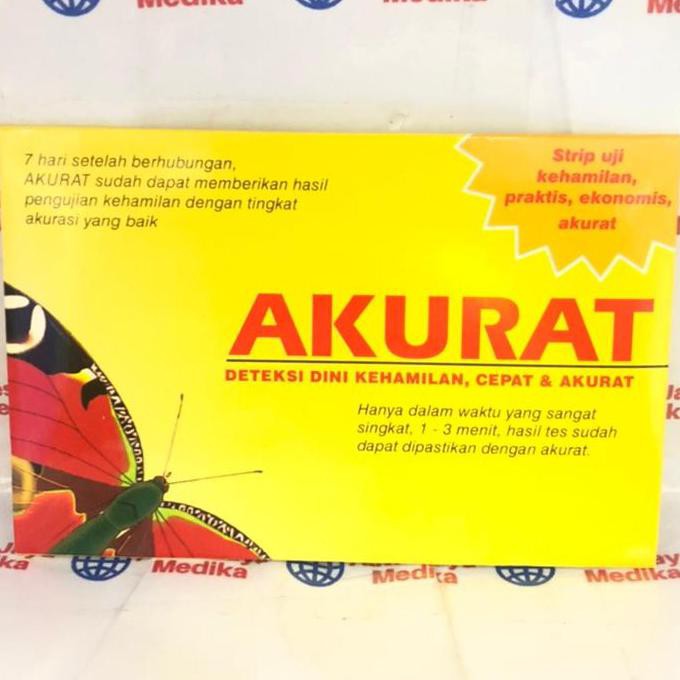 Medika
Medika
7 hari setelah berhubungan,
AKURAT sudah dapat memberikan hasil
pengujian kehamilan dengan tingkat
akurasi yang baik
Strip uji
kehamilan,
praktis, ekonomis,
akurat
AKURAT
DETEKSI DINI KEHAMILAN, CEPAT & AKURAT
Hanya dalam waktu yang sangat
singkat, 1 - 3 menit, hasil tes sudah
dapat dipastikan dengan akurat.
Medika
Medika
Medika